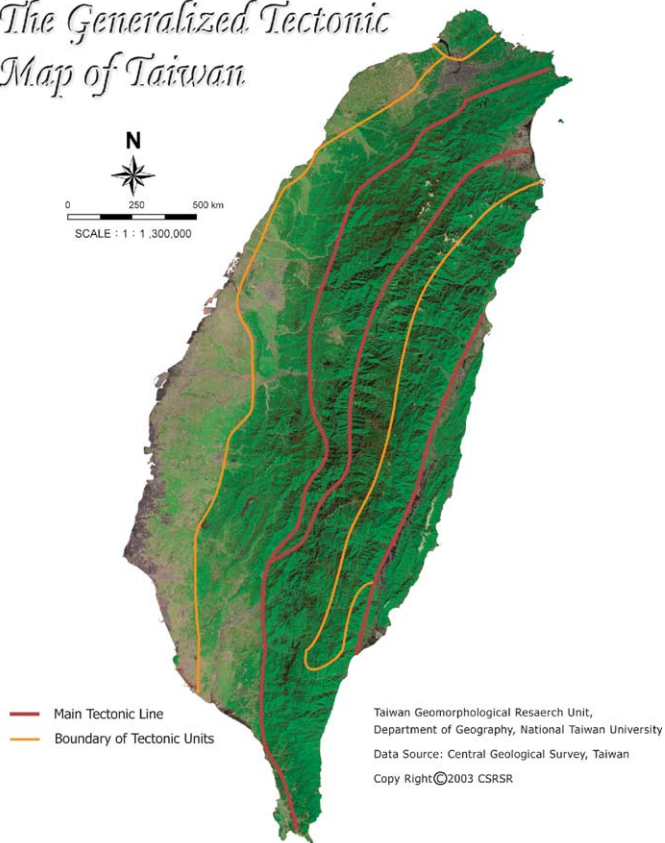 The Generalized Tectonic
Map of Taiwan
N
0 250 500 km
SCALE : 1 : 1 ,300,000
Main Tectonic Line
Boundary of Tectonic Units
Taiwan Geomorphological Resaerch Unit,
Department of Geography, National Taiwan University
Data Source: Central Geological Survey, Taiwan
Copy Right©2003 CSRSR